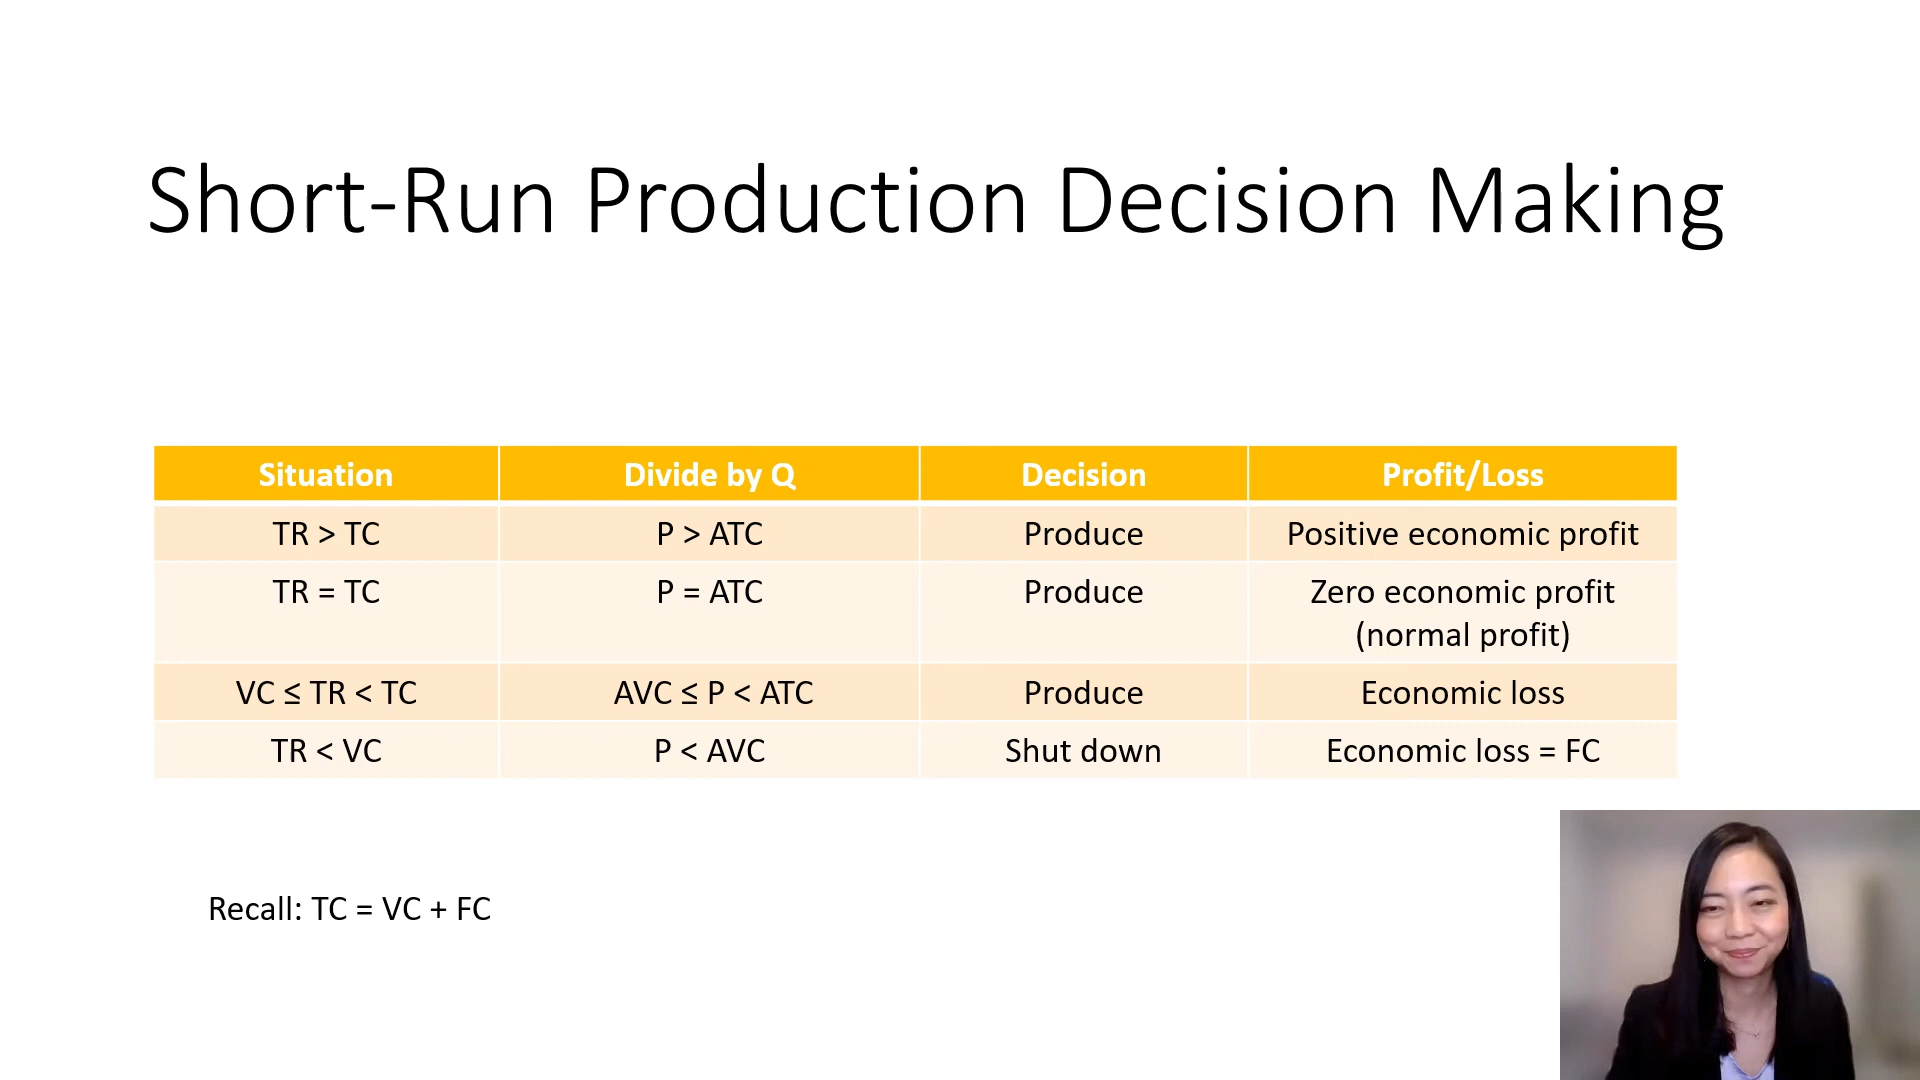 Short-Run Production Decision Making
Situation Divide by Q Decision Profit/Loss
TR > TC P > ATC Produce Positive economic profit
TR = TC P = ATC Produce Zero economic profit
(normal profit)
VC ≤ TR < TC AVC ≤ P < ATC Produce Economic loss
TR < VC P < AVC Shut down Economic loss = FC
Recall: TC = VC + FC